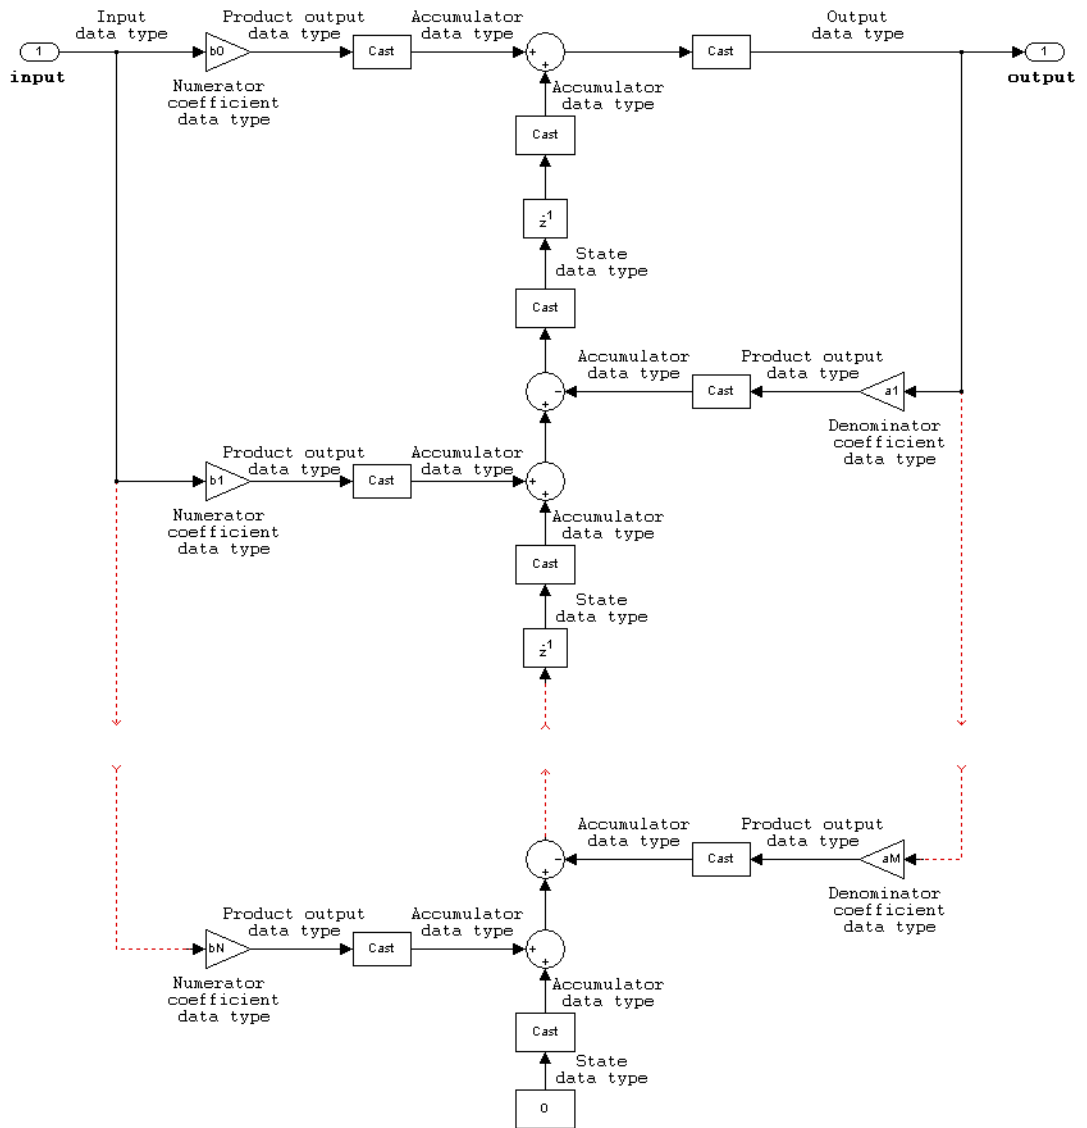 Input
data type
Product output
data type
Accumulator
data type
Output
data type
1
b0
Cast
+
+
Cast
1
input
output
Numerator
coefficient
data type
Accumulator
data type
Cast
z-1
State
data type
Cast
Accumulator
data type
Product output
data type
-
+
Cast
a1
Denominator
coefficient
data type
Product output
data type
Accumulator
data type
b1
Cast
+
+
Numerator
coefficient
data type
Accumulator
data type
Cast
State
data type
z-1
Accumulator
data type
Product output
data type
-
+
Cast
aM
Denominator
coefficient
data type
Product output
data type
Accumulator
data type
bN
Cast
+
+
Numerator
coefficient
data type
Accumulator
data type
Cast
State
data type
0